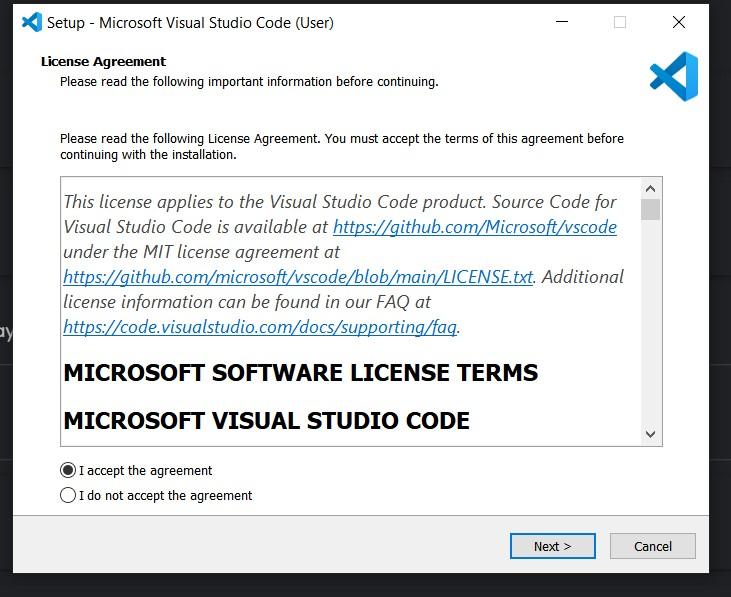 Setup - Microsoft Visual Studio Code (User)
License Agreement
Please read the following important information before continuing.
Please read the following License Agreement. You must accept the terms of this agreement before
continuing with the installation.
This license applies to the Visual Studio Code product. Source Code for
Visual Studio Code is available at https://github.com/Microsoft/vscode
under the MIT license agreement at
https://github.com/microsoft/vscode/blob/main/LICENSE.txt. Additional
license information can be found in our FAQ at
https://code.visualstudio.com/docs/supporting/faq.
MICROSOFT SOFTWARE LICENSE TERMS
MICROSOFT VISUAL STUDIO CODE
I accept the agreement
I do not accept the agreement
Next >
Cancel